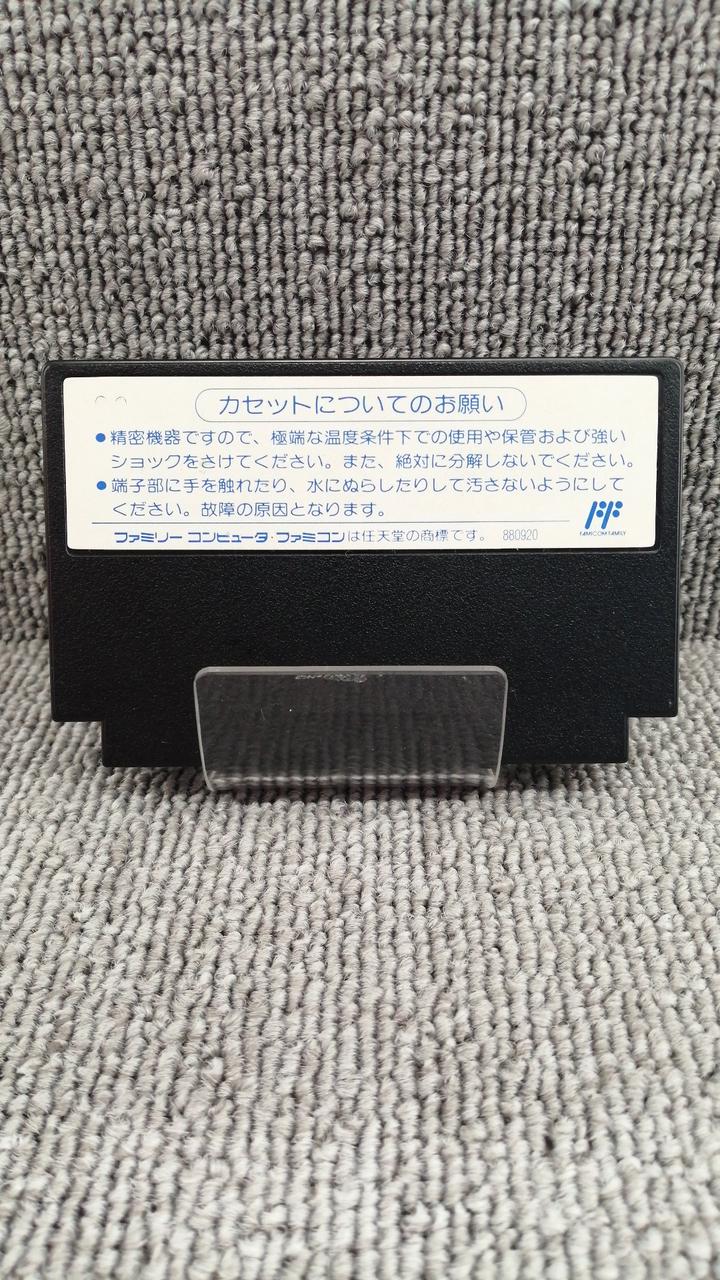 カセットについてのお願い
●精密機器ですので、極端な温度条件下での使用や保管および強い
ショックをさけてください。また、絶対に分解しないでください。
●端子部に手を触れたり、水にぬらしたりして汚さないようにして
ください。故障の原因となります。
ファミリー コンピュータ・ファミコンは任天堂の商標です。 880920
FAMICOM FAMILY